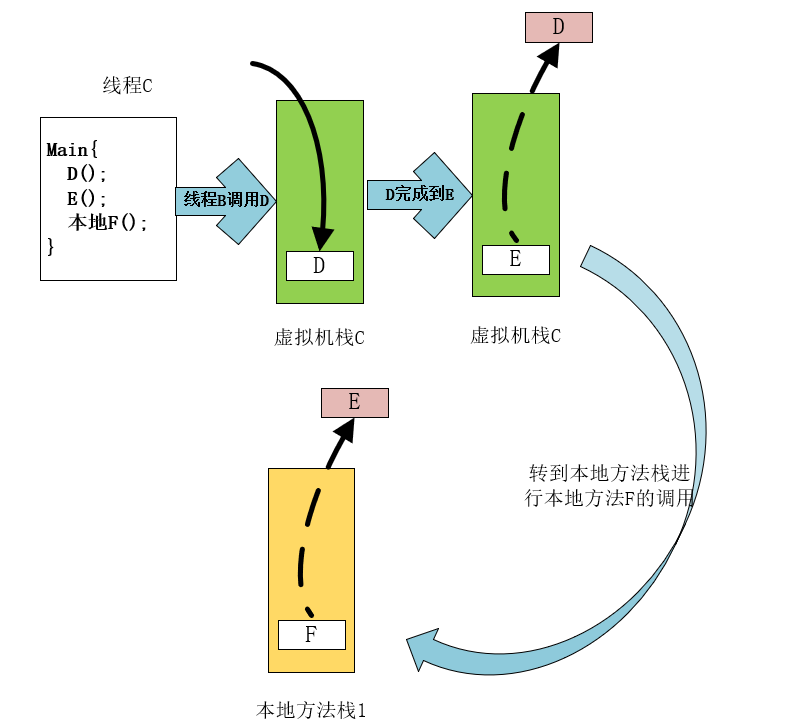 D
线程C
Main{
D();
E();
本地F();
}
线程B调用D
D完成到E
D
E
虚拟机栈C
虚拟机栈C
E
转到本地方法栈进
行本地方法F的调用
F
本地方法栈1